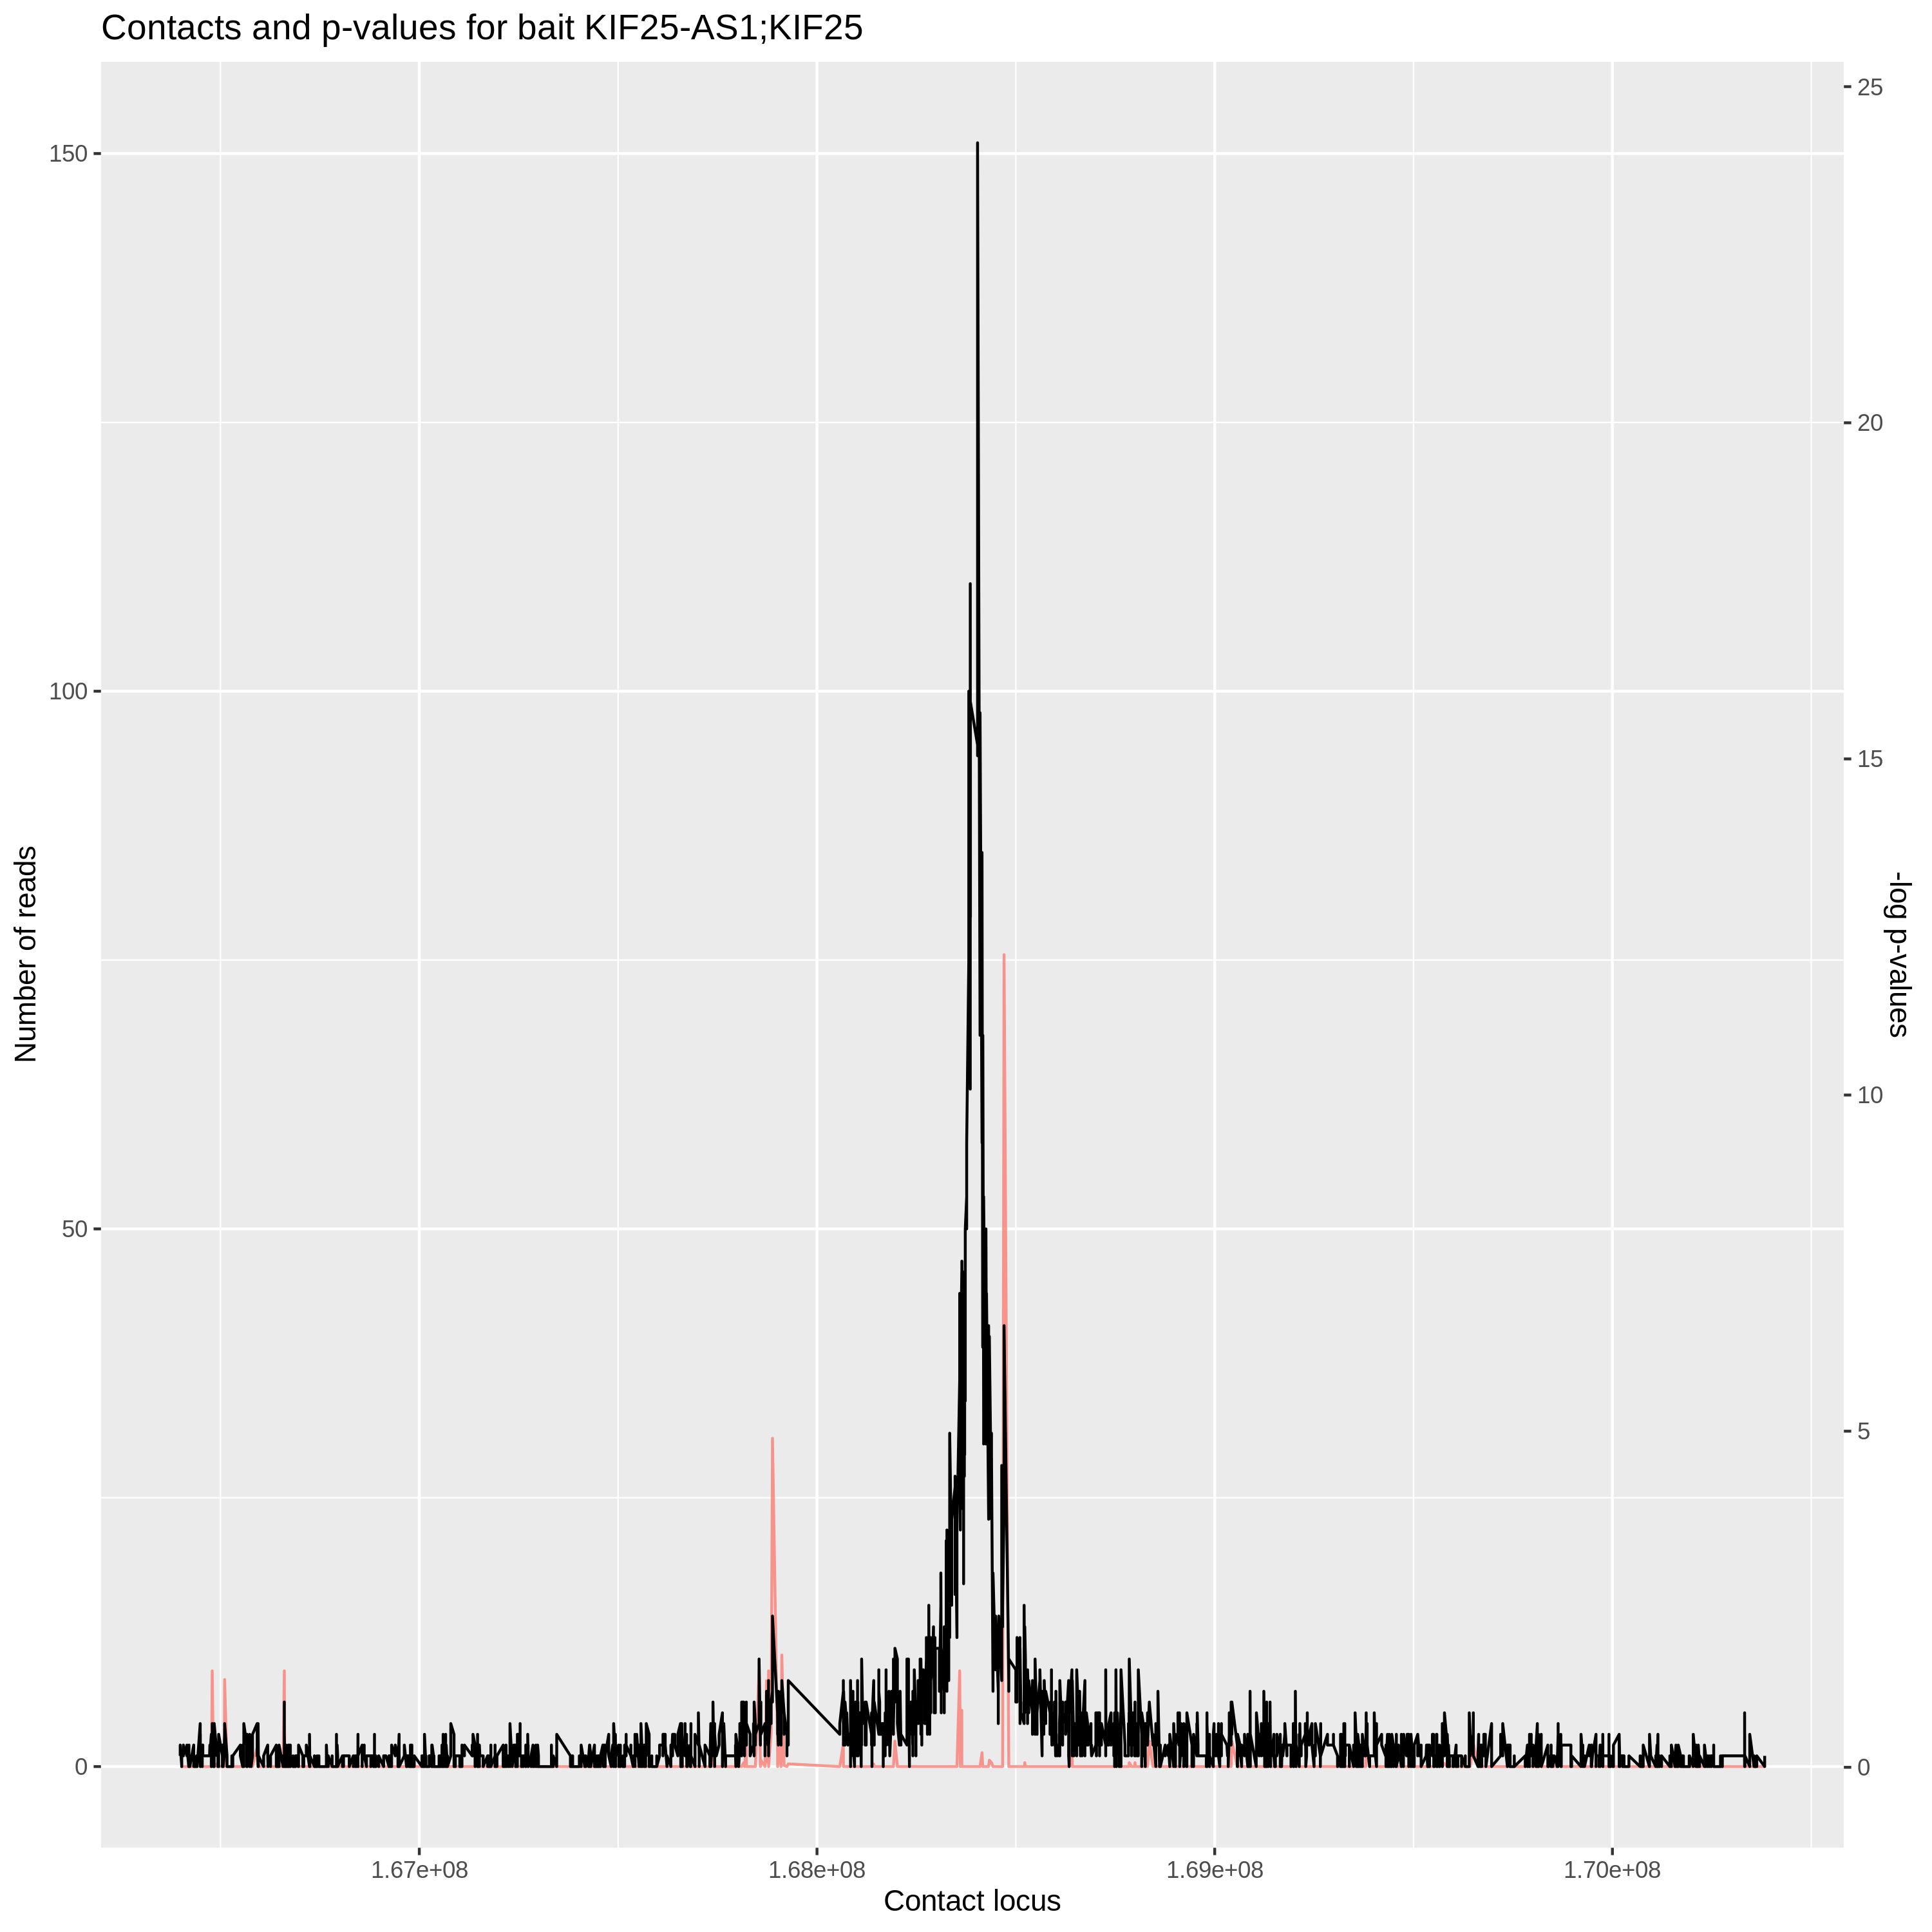 Contacts and p-values for bait KIF25-AS1;KIF25
150
100
50
0
Number of reads
25
20
15
10
5
0
-log p-values
1.67e+08
1.68e+08
1.69e+08
1.70e+08
Contact locus